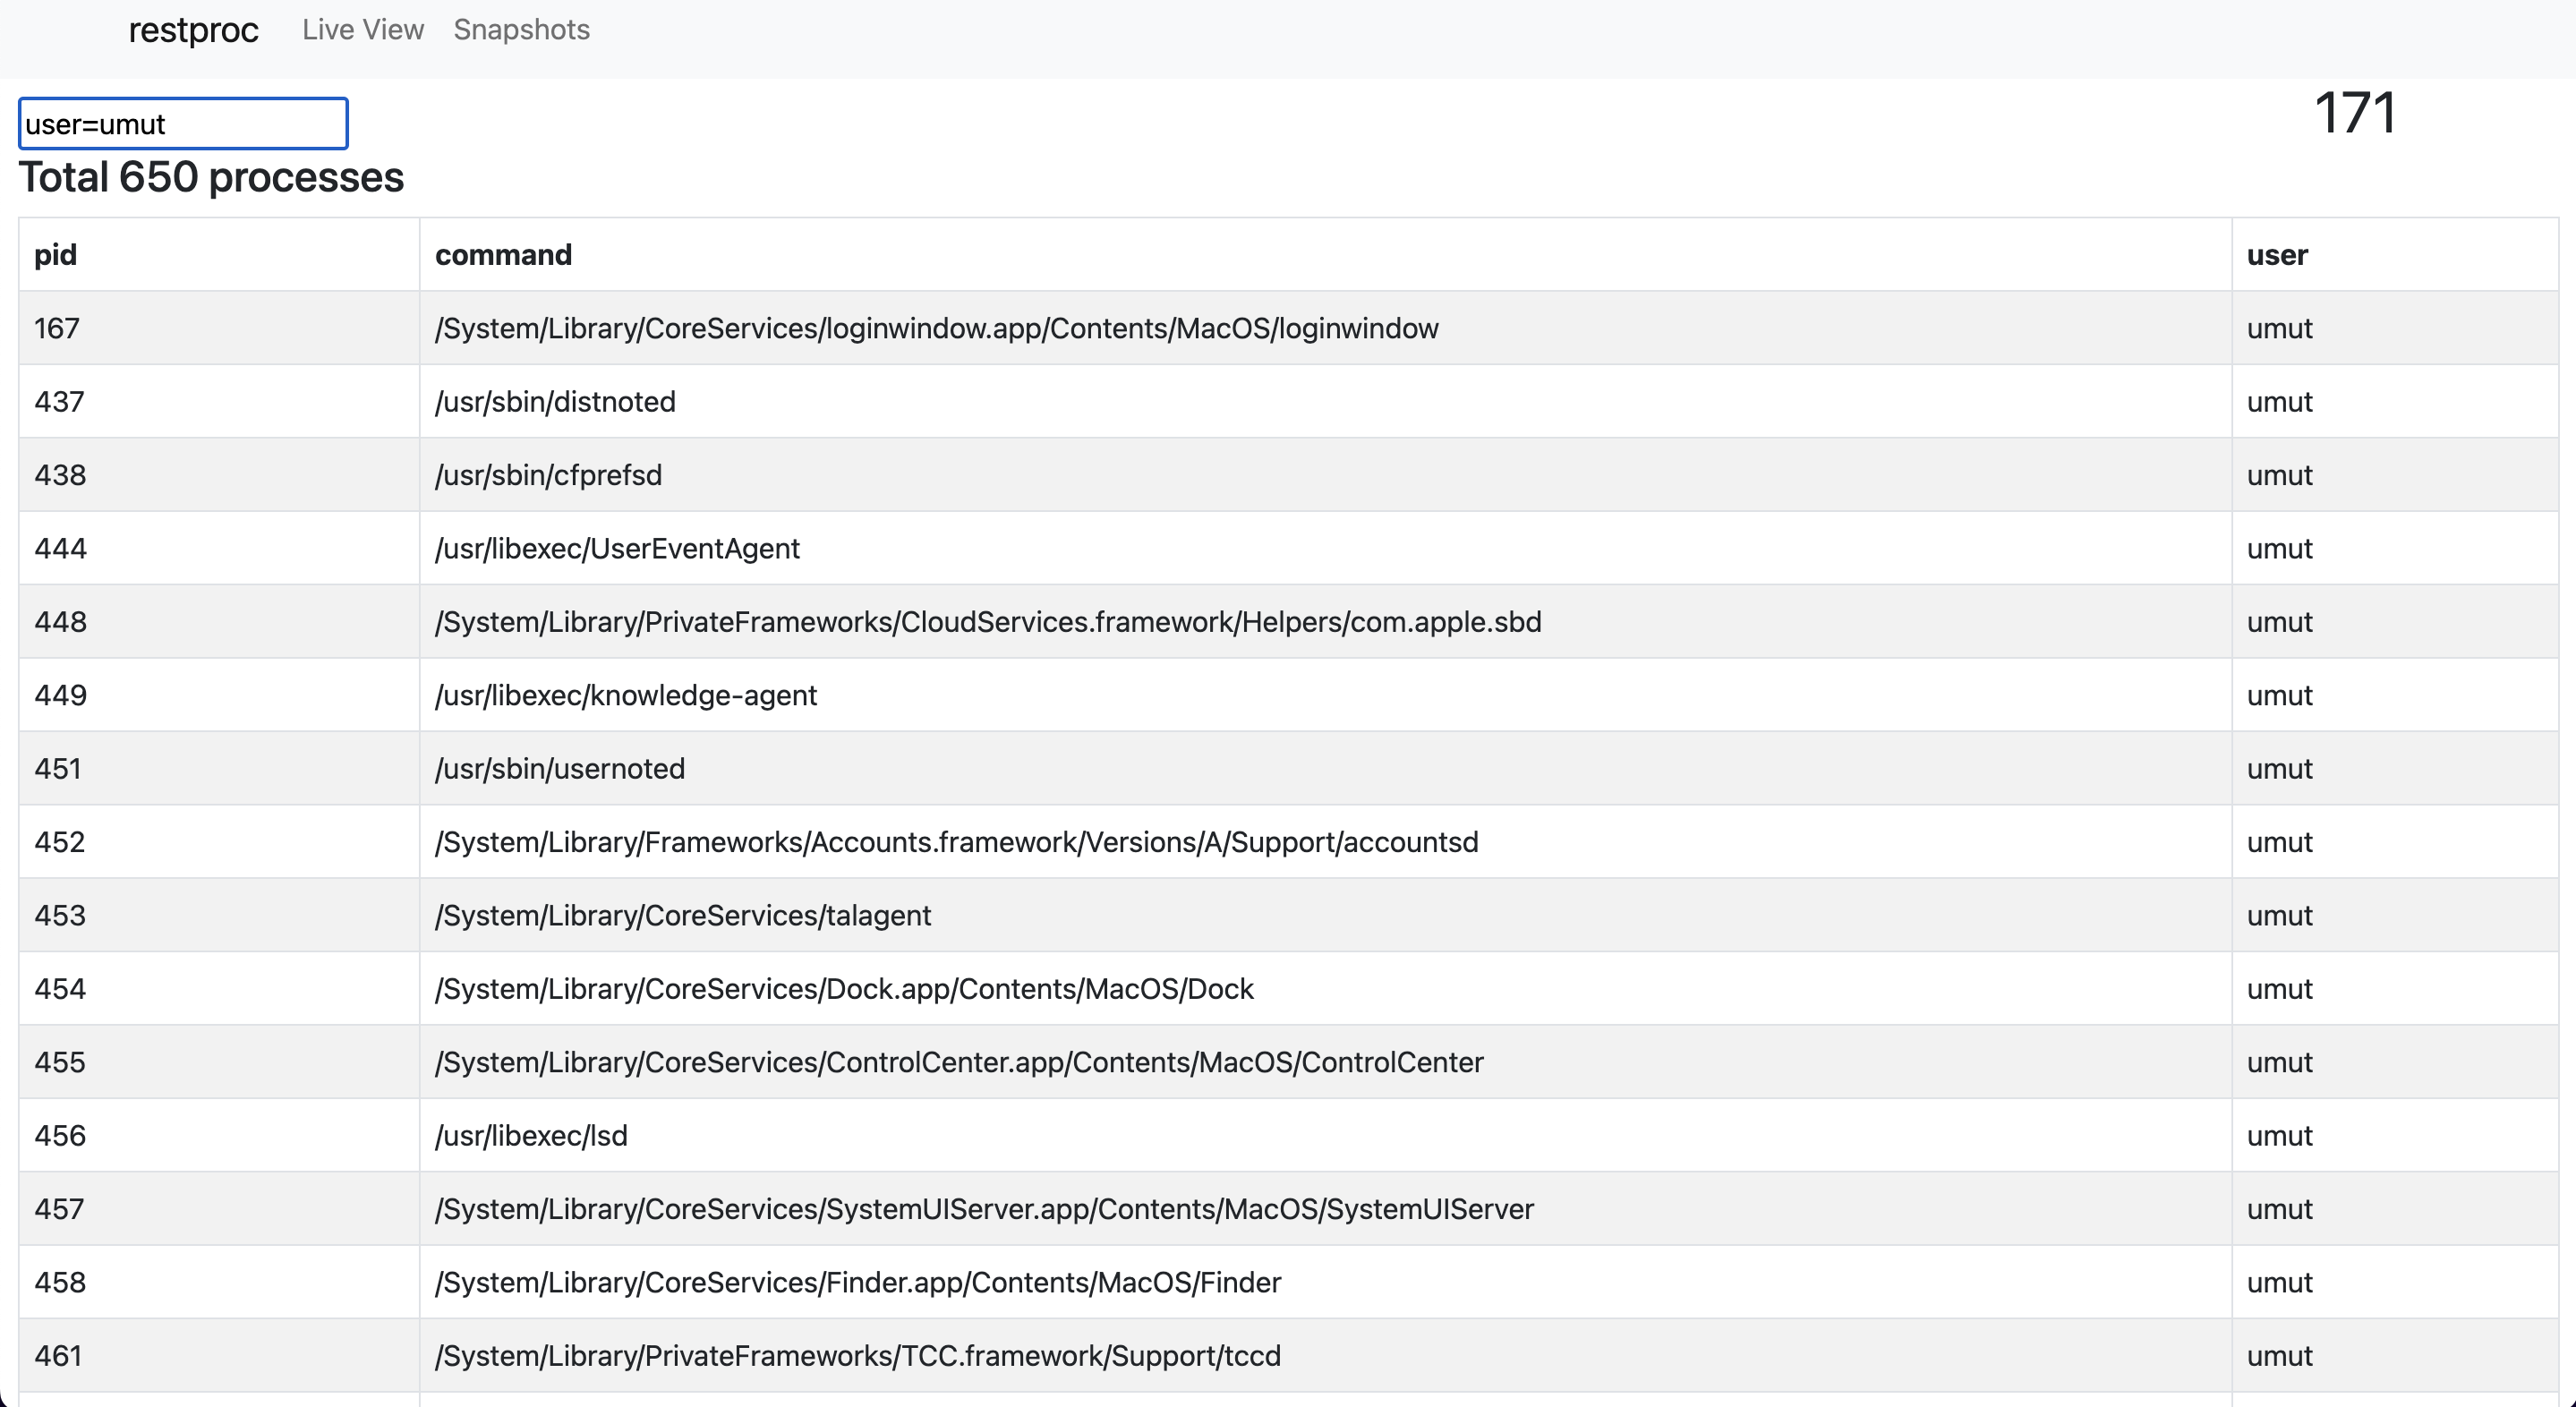 restproc Live View Snapshots
user=umut
171
Total 650 processes
pid command user
167 /System/Library/CoreServices/loginwindow.app/Contents/MacOS/loginwindow umut
437 /usr/sbin/distnoted umut
438 /usr/sbin/cfprefsd umut
444 /usr/libexec/UserEventAgent umut
448 /System/Library/PrivateFrameworks/CloudServices.framework/Helpers/com.apple.sbd umut
449 /usr/libexec/knowledge-agent umut
451 /usr/sbin/usernoted umut
452 /System/Library/Frameworks/Accounts.framework/Versions/A/Support/accountsd umut
453 /System/Library/CoreServices/talagent umut
454 /System/Library/CoreServices/Dock.app/Contents/MacOS/Dock umut
455 /System/Library/CoreServices/ControlCenter.app/Contents/MacOS/ControlCenter umut
456 /usr/libexec/lsd umut
457 /System/Library/CoreServices/SystemUIServer.app/Contents/MacOS/SystemUIServer umut
458 /System/Library/CoreServices/Finder.app/Contents/MacOS/Finder umut
461 /System/Library/PrivateFrameworks/TCC.framework/Support/tccd umut